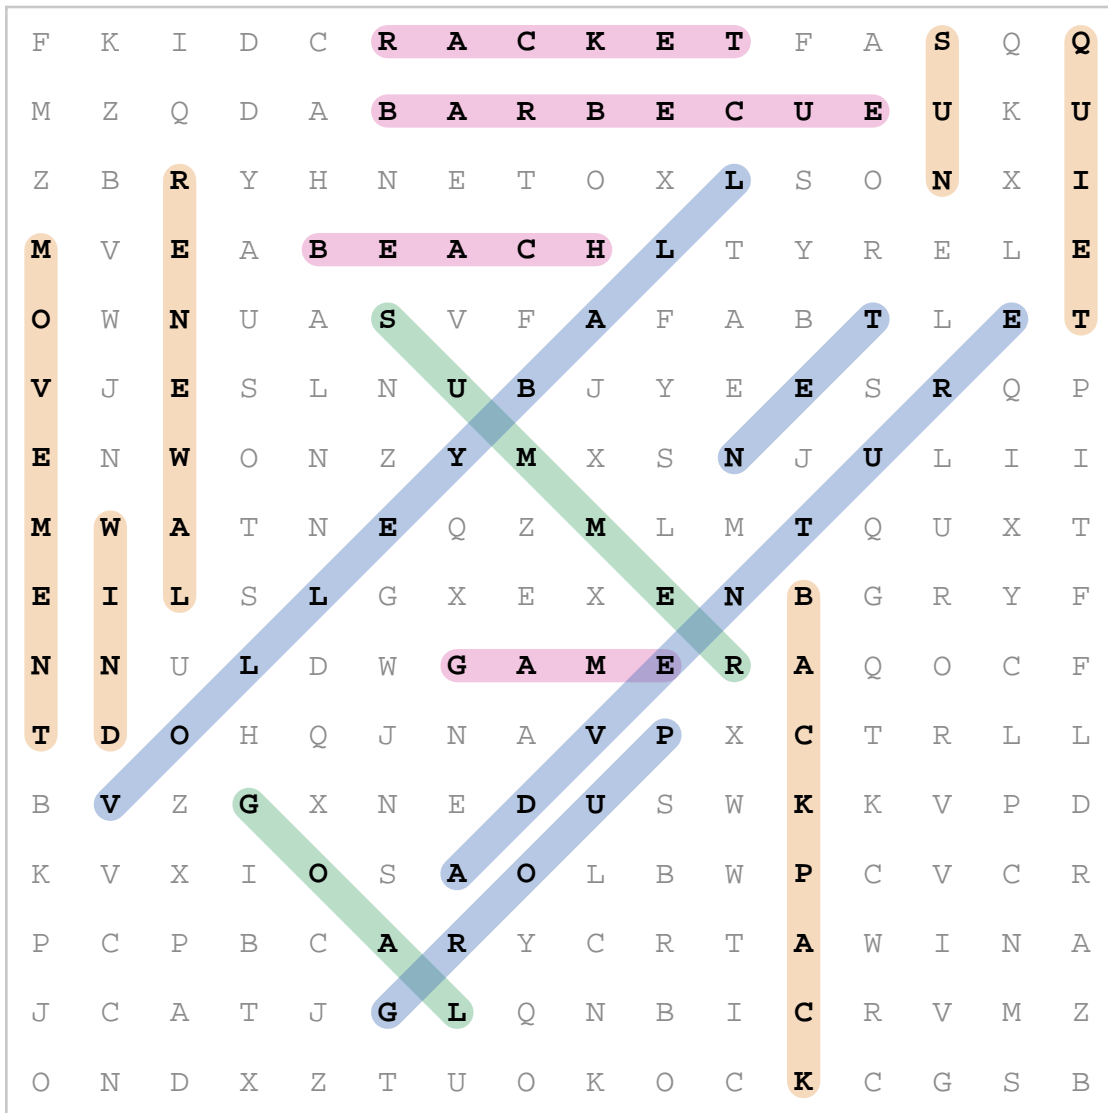 F K I D C R A C K E T F A S Q Q
M Z Q D A B A R B E C U E U K U
Z B R Y H N E T O X L S O N X I
M V E A B E A C H L T Y R E L E
O W N U A S V F A F A B T L E T
V J E S L N U B J Y E E S R Q P
E N W O N Z Y M X S N J U L I I
M W A T N E Q Z M L M T Q U X T
E I L S L G X E X E N B G R Y F
N N U L D W G A M E R A Q O C F
T D O H Q J N A V P X C T R L L
B V Z G X N E D U S W K K V P D
K V X I O S A O L B W P C V C R
P C P B C A R Y C R T A W I N A
J C A T J G L Q N B I C R V M Z
O N D X Z T U O K O C K C G S B